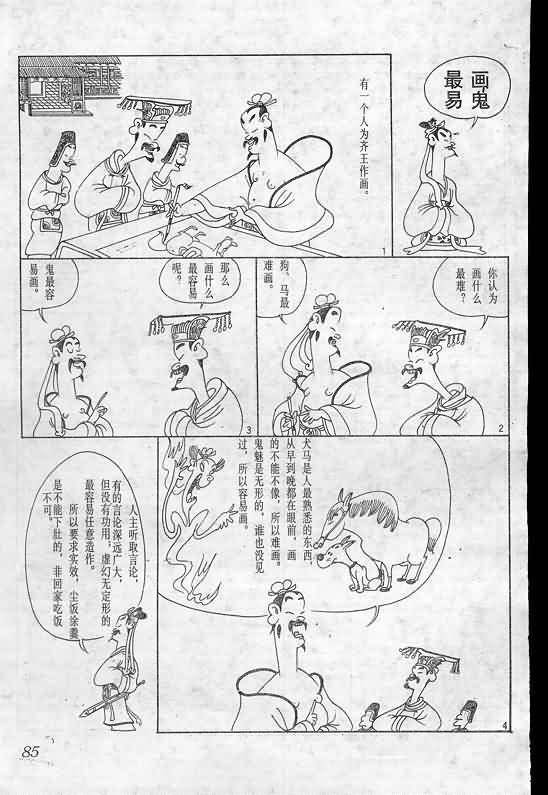 画鬼
最易
有一个人为齐王作画。
1
你认为
画什么
最难？
狗、马最
难画。
2
那么
画什么
最容易
呢？
鬼最容
易画。
3
犬马是人最熟悉的东西，
从早到晚都在眼前，画
的不能不像，所以难画。
鬼魅是无形的，谁也没见
过，所以容易画。
4
人主听取言论，
有的言论深远广大，
但没有功用；虚幻无定形的
最容易任意造作。
所以要求实效，尘饭涂羹
是不能下肚的，非回家吃饭
不可。
85